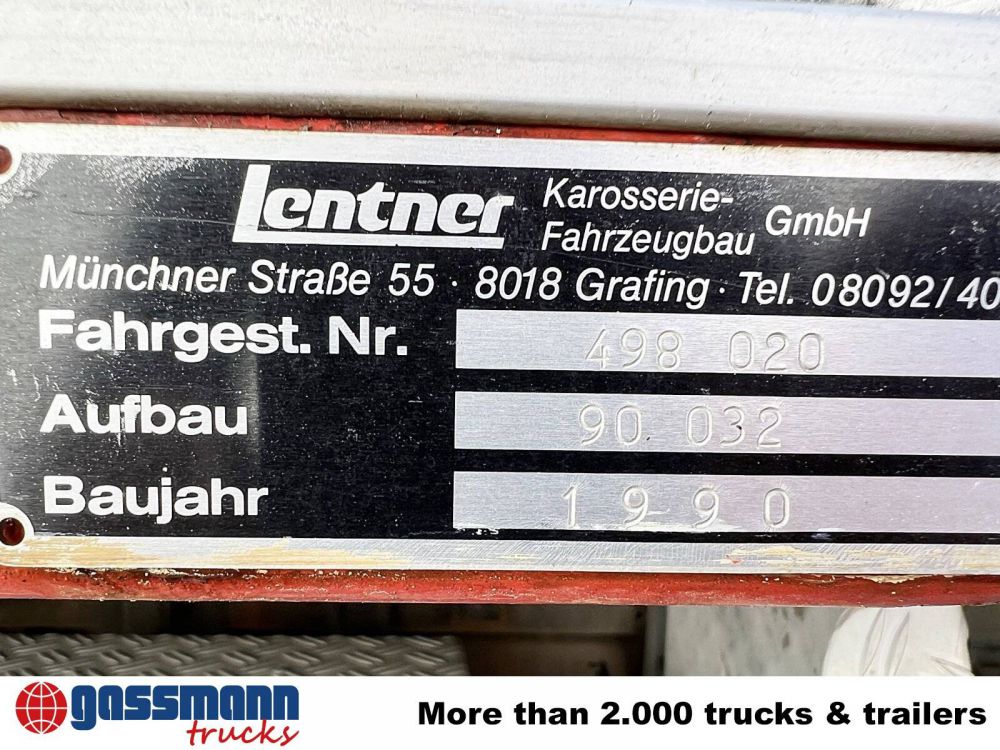 Lentner Karosserie-Fahrzeugbau GmbH
Münchner Straße 55 · 8018 Grafing · Tel. 08092/40
Fahrgest. Nr. 498 020
Aufbau 90 032
Baujahr 1990
gassmann trucks
More than 2.000 trucks & trailers